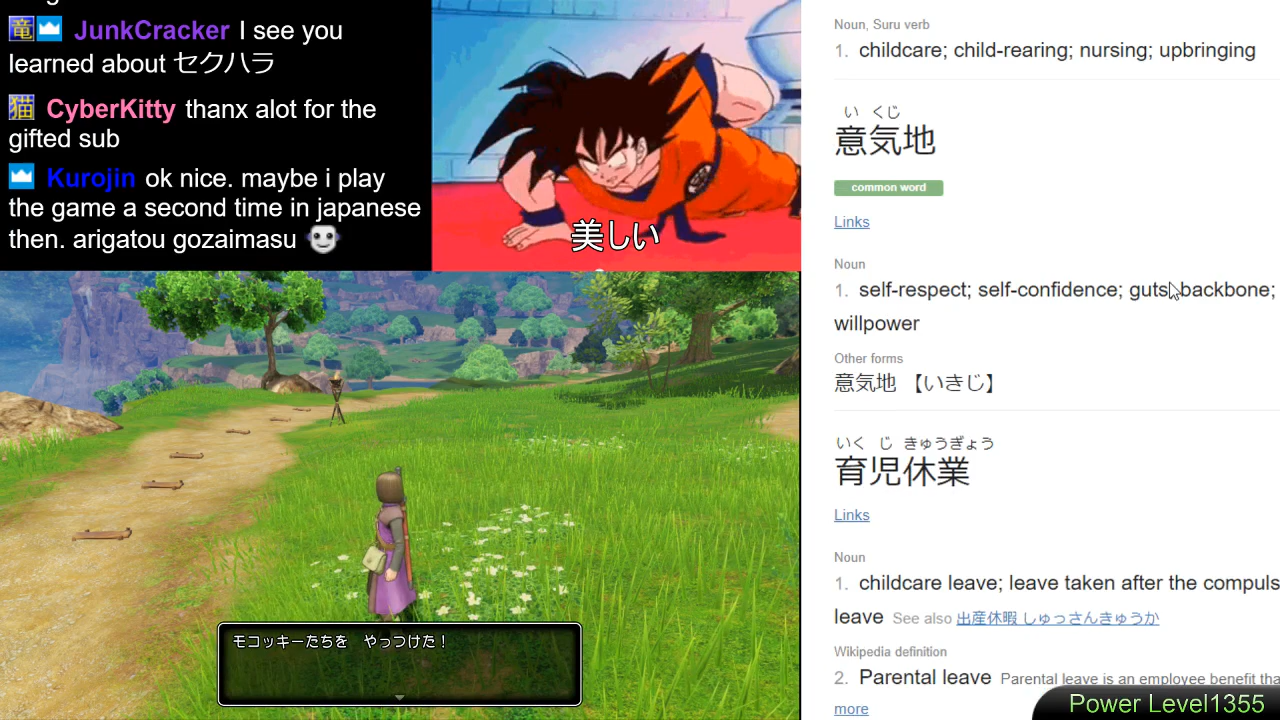 竜 JunkCracker I see you
learned about セクハラ
猫 CyberKitty thanx alot for the
gifted sub
Kurojin ok nice. maybe i play
the game a second time in japanese
then. arigatou gozaimasu
美しい
モコッキーたちを やっつけた！
Noun, Suru verb
1. childcare; child-rearing; nursing; upbringing
い くじ
意気地
common word
Links
Noun
1. self-respect; self-confidence; guts; backbone;
willpower
Other forms
意気地 【いきじ】
いく じ きゅうぎょう
育児休業
Links
Noun
1. childcare leave; leave taken after the compuls
leave See also 出産休暇 しゅっさんきゅうか
Wikipedia definition
2. Parental leave Parental leave is an employee benefit tha
more
Power Level1355